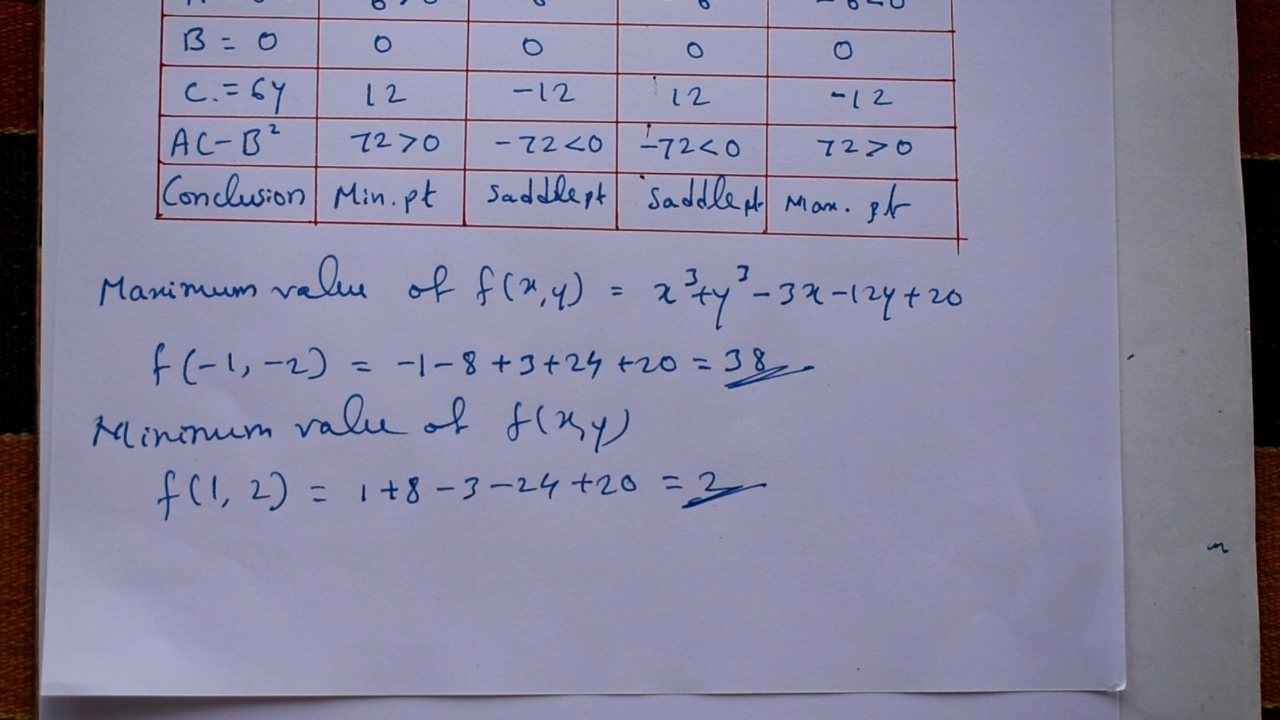 B = 0 0 0 0 0
C. = 6y 12 -12 12 -12
AC-B² 72>0 -72<0 -72<0 72>0
Conclusion Min. pt Saddle pt Saddle pt Max. pt
Maximum value of f(x,y) = x³+y³-3x-12y+20
f(-1, -2) = -1-8+3+24+20 = 38
Minimum value of f(x,y)
f(1, 2) = 1+8-3-24+20 = 2